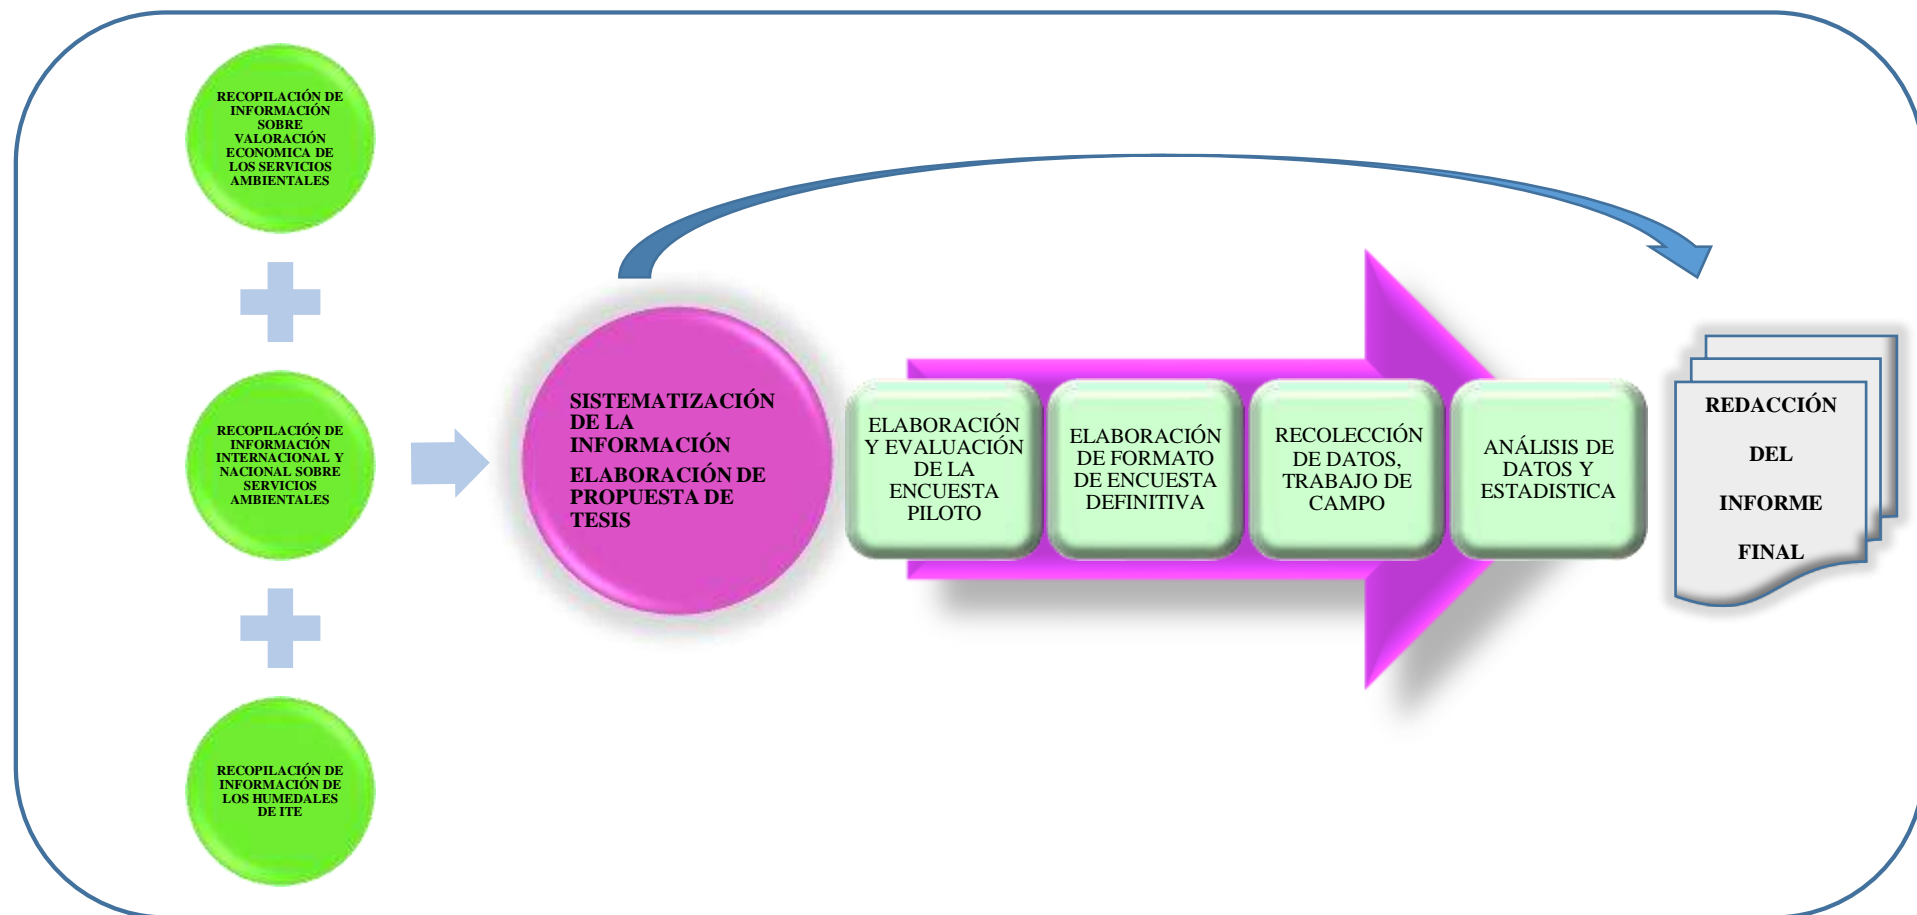 RECOPILACIÓN DE
INFORMACIÓN
SOBRE
VALORACIÓN
ECONOMICA DE
LOS SERVICIOS
AMBIENTALES
RECOPILACIÓN DE
INFORMACIÓN
INTERNACIONAL Y
NACIONAL SOBRE
SERVICIOS
AMBIENTALES
RECOPILACIÓN DE
INFORMACIÓN DE
LOS HUMEDALES
DE ITE
SISTEMATIZACIÓN
DE LA
INFORMACIÓN
ELABORACIÓN DE
PROPUESTA DE
TESIS
ELABORACIÓN
Y EVALUACIÓN
DE LA
ENCUESTA
PILOTO
ELABORACIÓN
DE FORMATO
DE ENCUESTA
DEFINITIVA
RECOLECCIÓN
DE DATOS,
TRABAJO DE
CAMPO
ANÁLISIS DE
DATOS Y
ESTADISTICA
REDACCIÓN
DEL
INFORME
FINAL